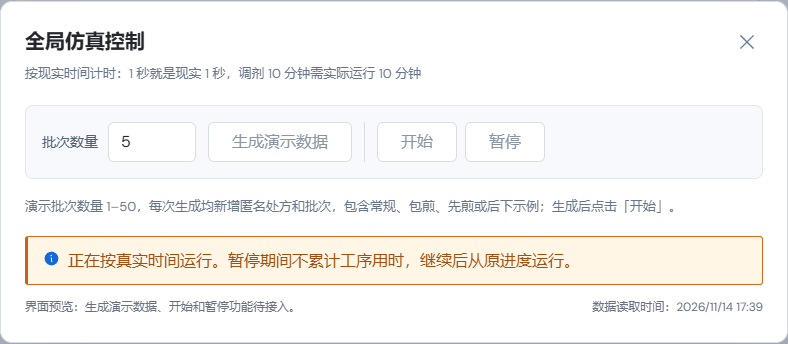 全局仿真控制
按现实时间计时：1 秒就是现实 1 秒，调剂 10 分钟需实际运行 10 分钟
批次数量 5 生成演示数据 开始 暂停
演示批次数量 1–50，每次生成均新增匿名处方和批次，包含常规、包煎、先煎或后下示例；生成后点击「开始」。
正在按真实时间运行。暂停期间不累计工序用时，继续后从原进度运行。
界面预览：生成演示数据、开始和暂停功能待接入。 数据读取时间：2026/11/14 17:39